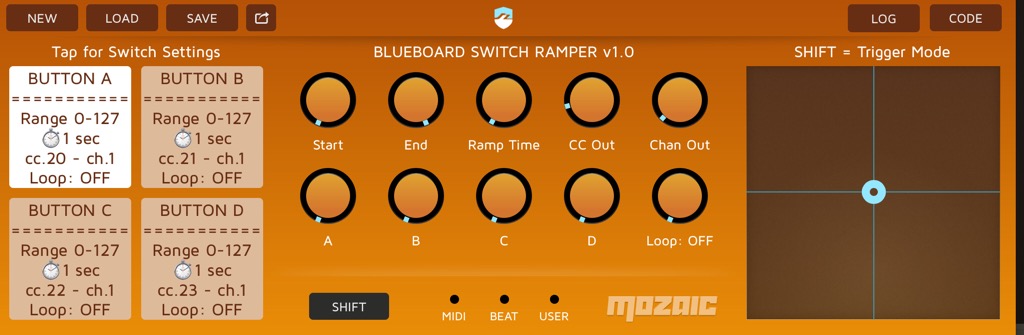 NEW
LOAD
SAVE
LOG
CODE
Tap for Switch Settings
BLUEBOARD SWITCH RAMPER v1.0
SHIFT = Trigger Mode
BUTTON A
==========
Range 0-127
⏱1 sec
cc.20 - ch.1
Loop: OFF
BUTTON B
==========
Range 0-127
⏱1 sec
cc.21 - ch.1
Loop: OFF
BUTTON C
==========
Range 0-127
⏱1 sec
cc.22 - ch.1
Loop: OFF
BUTTON D
==========
Range 0-127
⏱1 sec
cc.23 - ch.1
Loop: OFF
Start
End
Ramp Time
CC Out
Chan Out
A
B
C
D
Loop: OFF
SHIFT
MIDI
BEAT
USER
mozaic